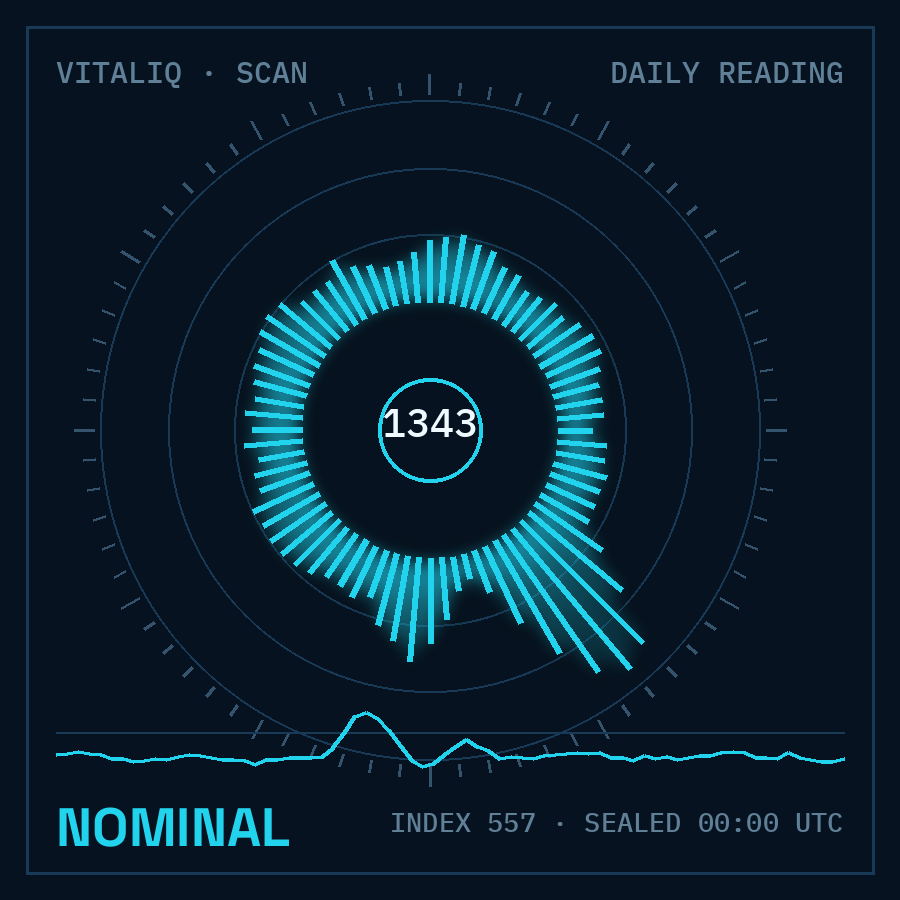 VITALIQ · SCAN
DAILY READING
1343
NOMINAL
INDEX 557 · SEALED 00:00 UTC